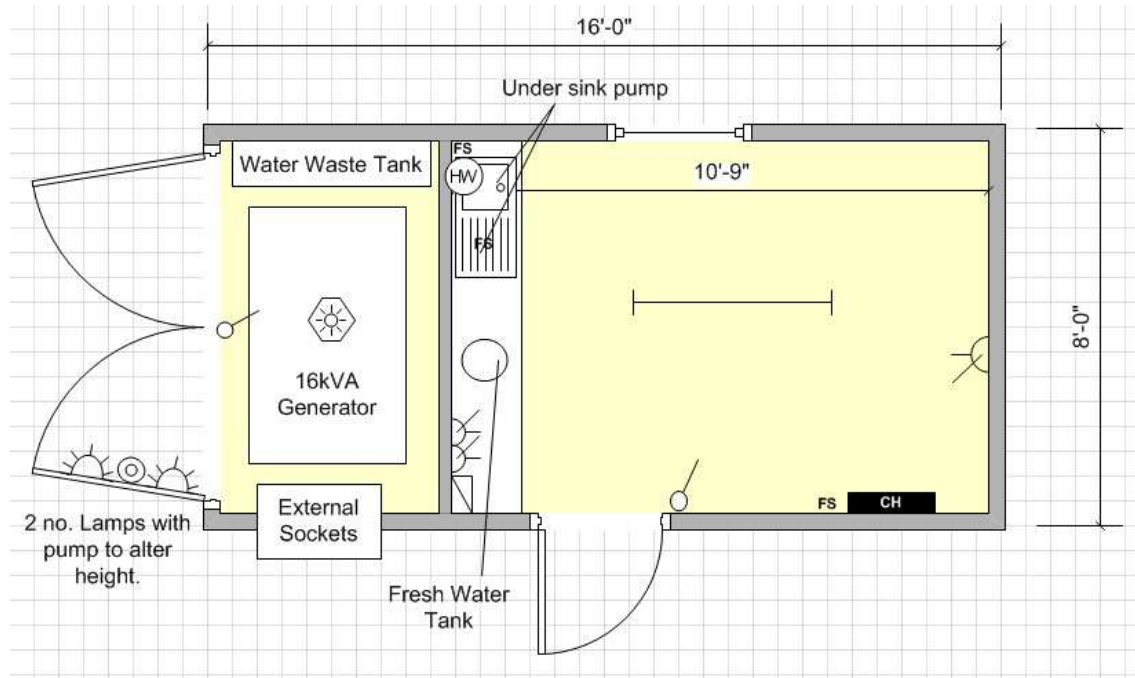 16'-0"
Under sink pump
FS
Water Waste Tank
HW
10'-9"
FS
8'-0"
16kVA
Generator
External
Sockets
FS
CH
2 no. Lamps with
pump to alter
height.
Fresh Water
Tank